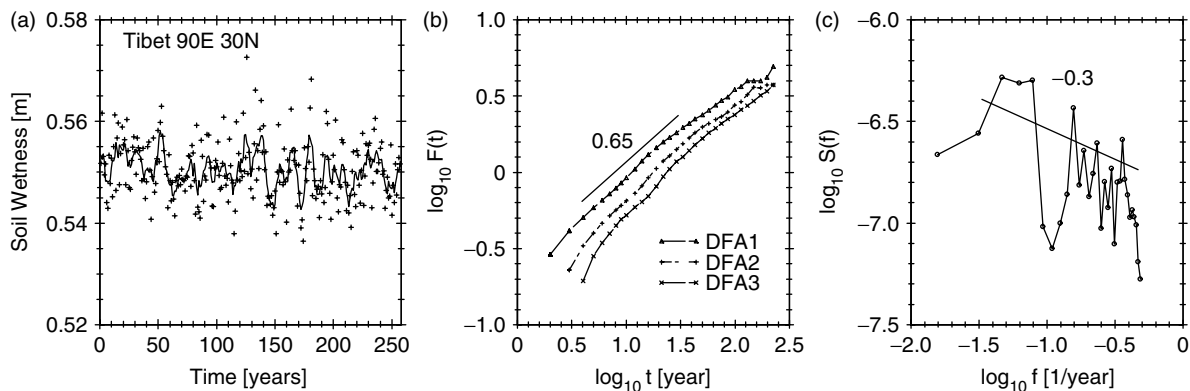 (a)
Tibet 90E 30N
Soil Wetness [m]
0.58
0.56
0.54
0.52
0 50 100 150 200 250
Time [years]
(b)
log10 F(t)
1.0
0.5
0
−0.5
−1.0
0.65
DFA1
DFA2
DFA3
0.0 0.5 1.0 1.5 2.0 2.5
log10 t [year]
(c)
log10 S(f)
−6.0
−6.5
−7.0
−7.5
−0.3
−2.0 −1.5 −1.0 −0.5 0
log10 f [1/year]